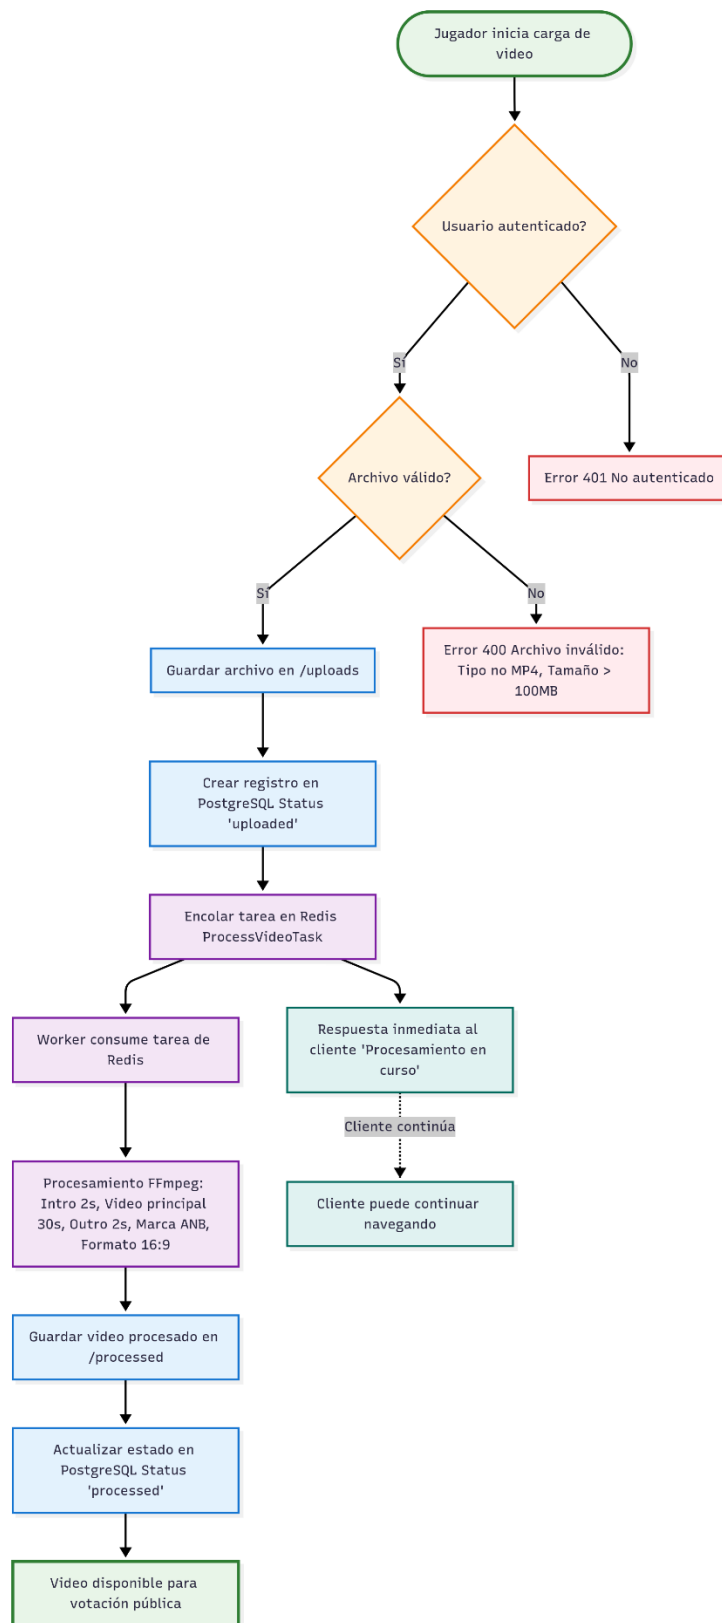 Jugador inicia carga de
video
Usuario autenticado?
Sí
No
Archivo válido?
Error 401 No autenticado
Sí
No
Guardar archivo en /uploads
Error 400 Archivo inválido:
Tipo no MP4, Tamaño >
100MB
Crear registro en
PostgreSQL Status
'uploaded'
Encolar tarea en Redis
ProcessVideoTask
Worker consume tarea de
Redis
Respuesta inmediata al
cliente 'Procesamiento en
curso'
Cliente continúa
Procesamiento FFmpeg:
Intro 2s, Video principal
30s, Outro 2s, Marca ANB,
Formato 16:9
Cliente puede continuar
navegando
Guardar video procesado en
/processed
Actualizar estado en
PostgreSQL Status
'processed'
Video disponible para
votación pública